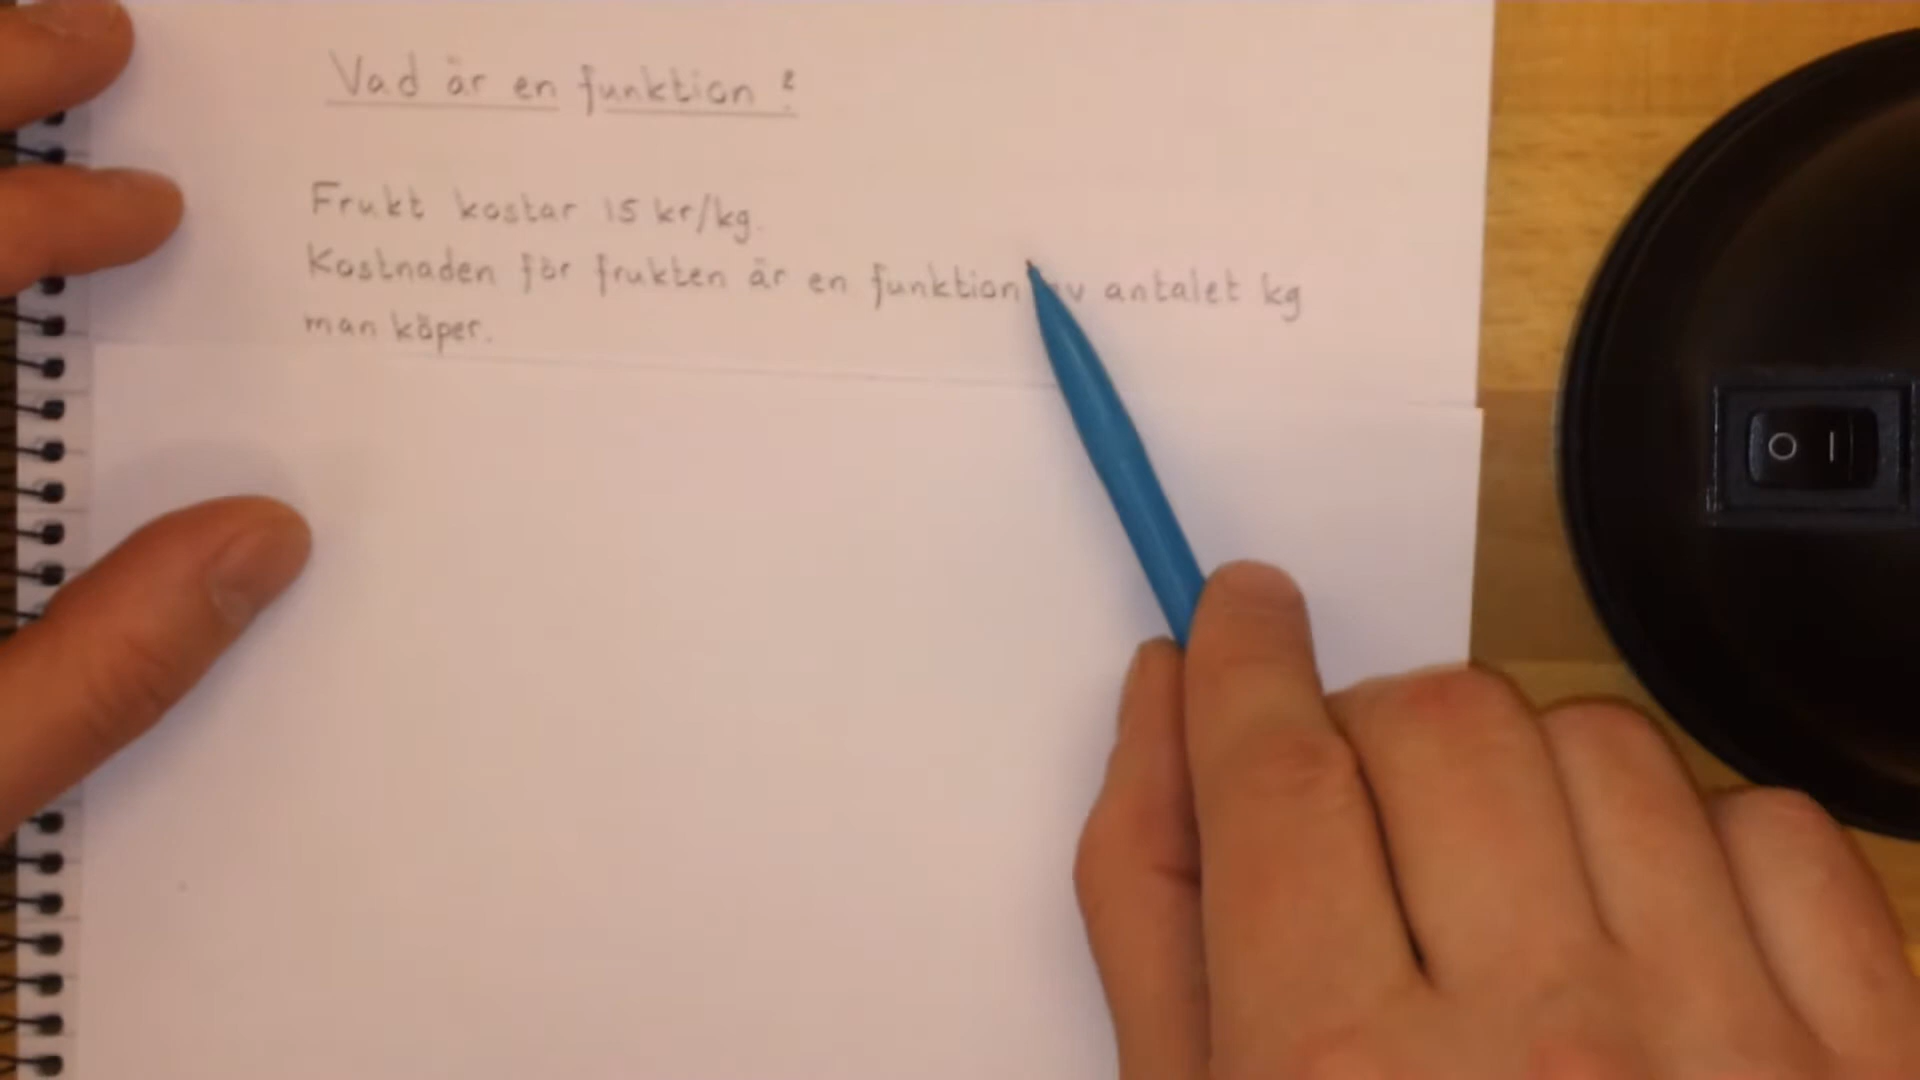 Vad är en funktion?
Frukt kostar 15 kr/kg.
Kostnaden för frukten är en funktion av antalet kg
man köper.
O I